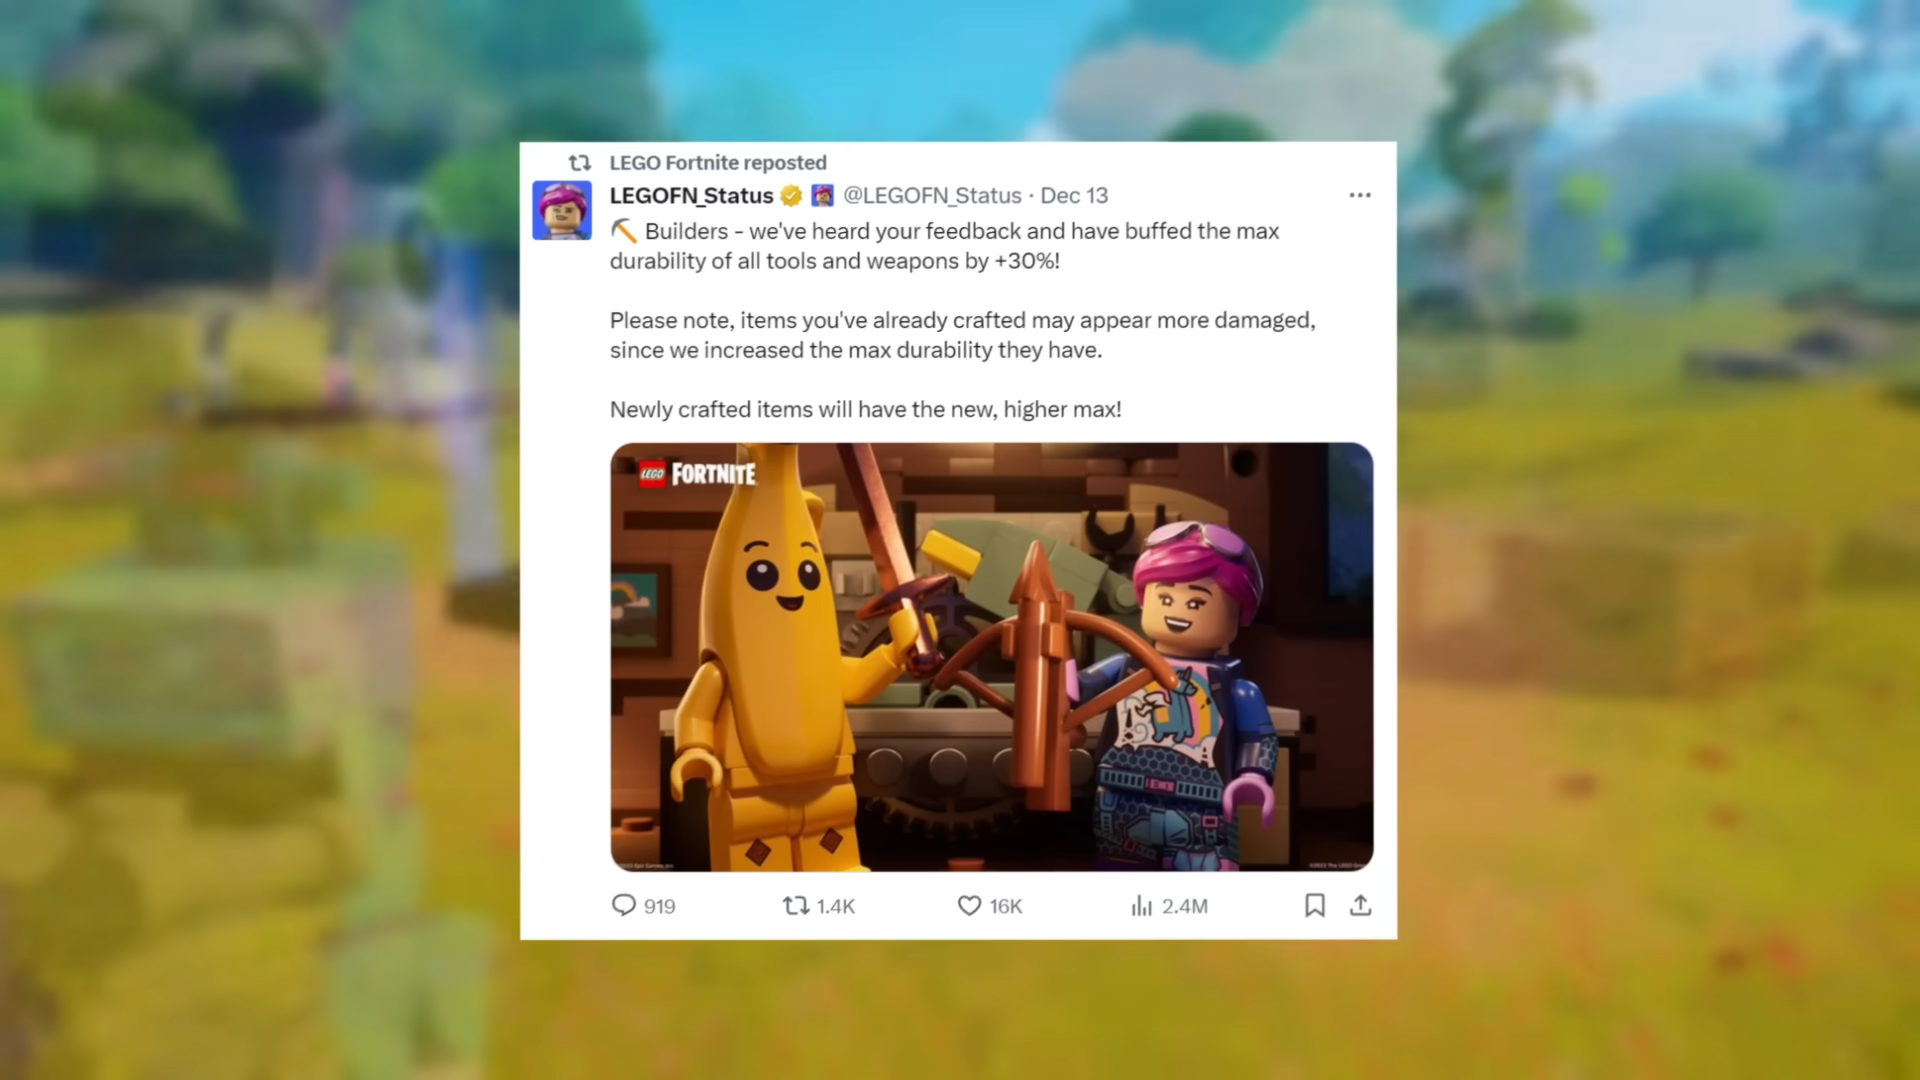 LEGO Fortnite reposted
LEGOFN_Status @LEGOFN_Status · Dec 13
Builders - we've heard your feedback and have buffed the max
durability of all tools and weapons by +30%!
Please note, items you've already crafted may appear more damaged,
since we increased the max durability they have.
Newly crafted items will have the new, higher max!
LEGO FORTNITE
919 1.4K 16K 2.4M